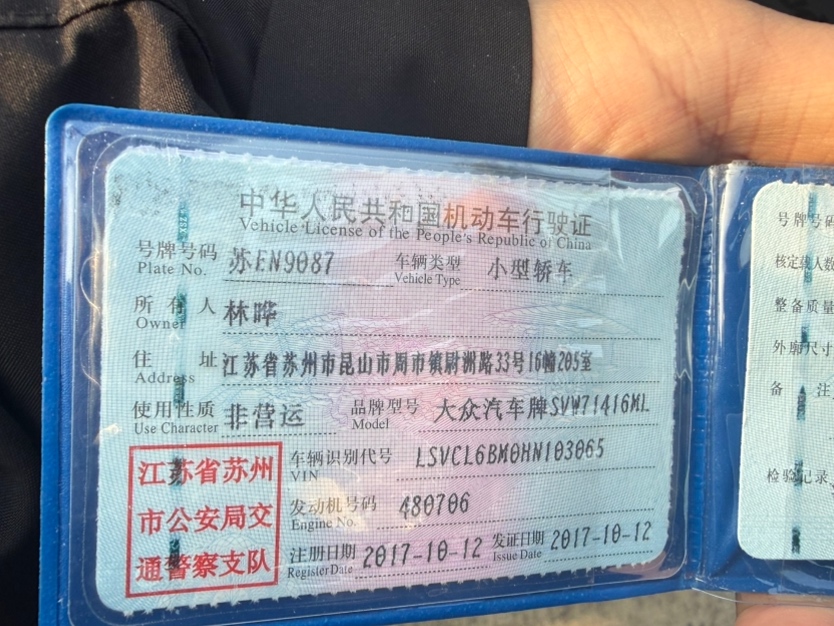 中华人民共和国机动车行驶证
Vehicle License of the People's Republic of China
号牌号码 苏EN9087 车辆类型 小型轿车
Plate No. Vehicle Type
所有人 林晔
Owner
住址 江苏省苏州市昆山市周市镇尉洲路33号16幢205室
Address
使用性质 非营运 品牌型号 大众汽车牌SVW71416ML
Use Character Model
车辆识别代号 LSVCL6BM0HN103065
VIN
发动机号码 480706
Engine No.
注册日期 2017-10-12 发证日期 2017-10-12
Register Date Issue Date
江苏省苏州
市公安局交
通警察支队
号牌号码
核定载人数
整备质量
外廓尺寸
备注
检验记录